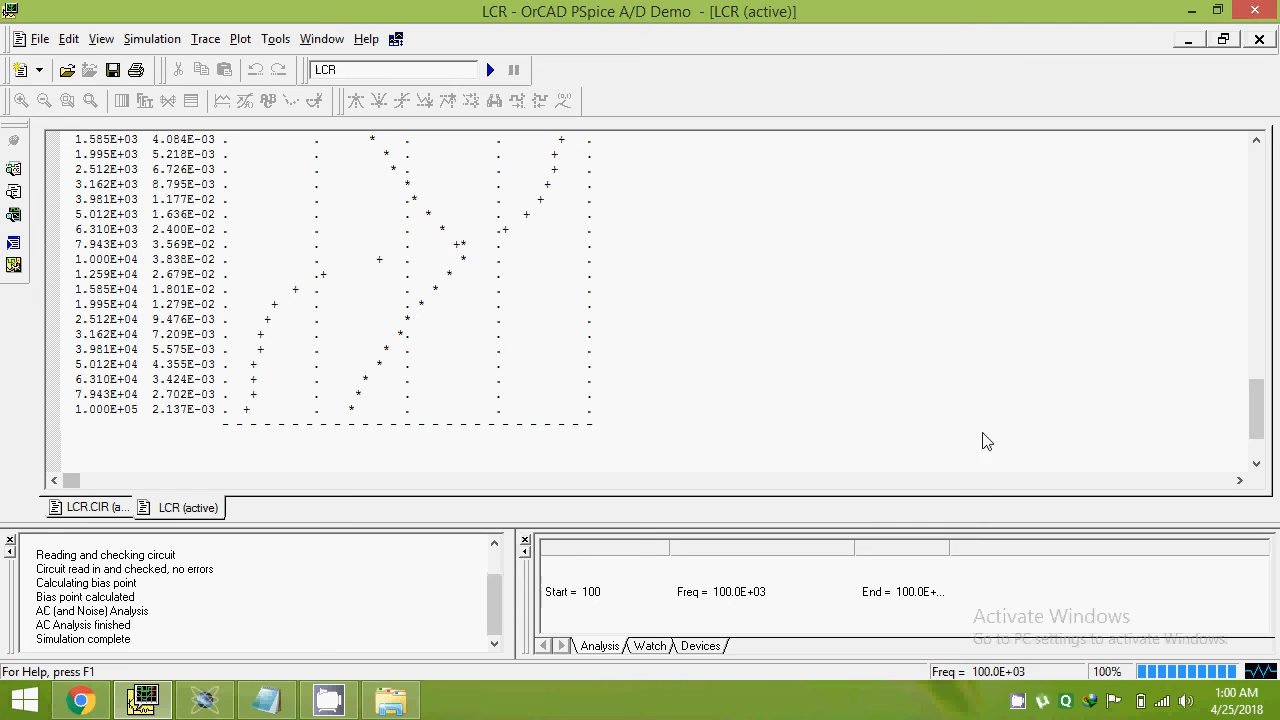 LCR - OrCAD PSpice A/D Demo - [LCR (active)]
File Edit View Simulation Trace Plot Tools Window Help
LCR
1.585E+03 4.084E-03 . . * . . + .
1.995E+03 5.218E-03 . . * . . + .
2.512E+03 6.726E-03 . . * . . + .
3.162E+03 8.795E-03 . . * . + .
3.981E+03 1.177E-02 . . .* . + .
5.012E+03 1.636E-02 . . . * . + .
6.310E+03 2.400E-02 . . . * .+ .
7.943E+03 3.569E-02 . . . +* . .
1.000E+04 3.838E-02 . . + . * . .
1.259E+04 2.679E-02 . .+ . * . .
1.585E+04 1.801E-02 . + . . * . .
1.995E+04 1.279E-02 . + . . * . .
2.512E+04 9.476E-03 . + . * . .
3.162E+04 7.209E-03 . + . *. . .
3.981E+04 5.575E-03 . + . * . . .
5.012E+04 4.355E-03 . + . * . . .
6.310E+04 3.424E-03 . + . * . . .
7.943E+04 2.702E-03 . + . * . . .
1.000E+05 2.137E-03 . + . * . . .
- - - - - - - - - - - - - - - - - - - - - - - - - - -
LCR.CIR (a... LCR (active)
Reading and checking circuit
Circuit read in and checked, no errors
Calculating bias point
Bias point calculated
AC (and Noise) Analysis
AC Analysis finished
Simulation complete
Start = 100 Freq = 100.0E+03 End = 100.0E+...
Activate Windows
Go to PC settings to activate Windows.
Analysis Watch Devices
For Help, press F1 Freq = 100.0E+03 100%
1:00 AM
4/25/2018